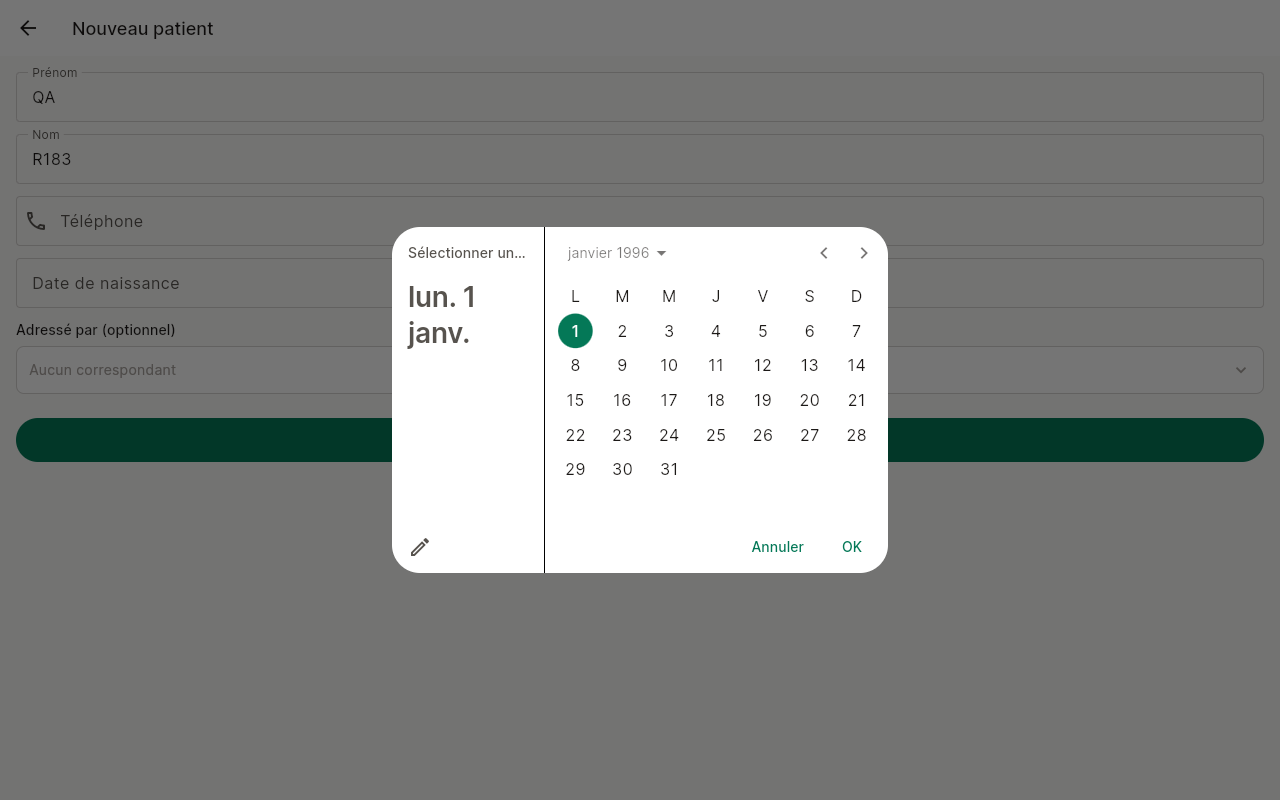 Nouveau patient
Prénom
QA
Nom
R183
Téléphone
Date de naissance
Adressé par (optionnel)
Aucun correspondant
Sélectionner un...
lun. 1
janv.
janvier 1996
L M M J V S D
1 2 3 4 5 6 7
8 9 10 11 12 13 14
15 16 17 18 19 20 21
22 23 24 25 26 27 28
29 30 31
Annuler OK